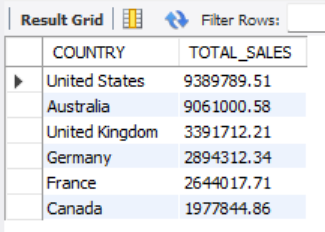 Result Grid Filter Rows:
COUNTRY TOTAL_SALES
United States 9389789.51
Australia 9061000.58
United Kingdom 3391712.21
Germany 2894312.34
France 2644017.71
Canada 1977844.86